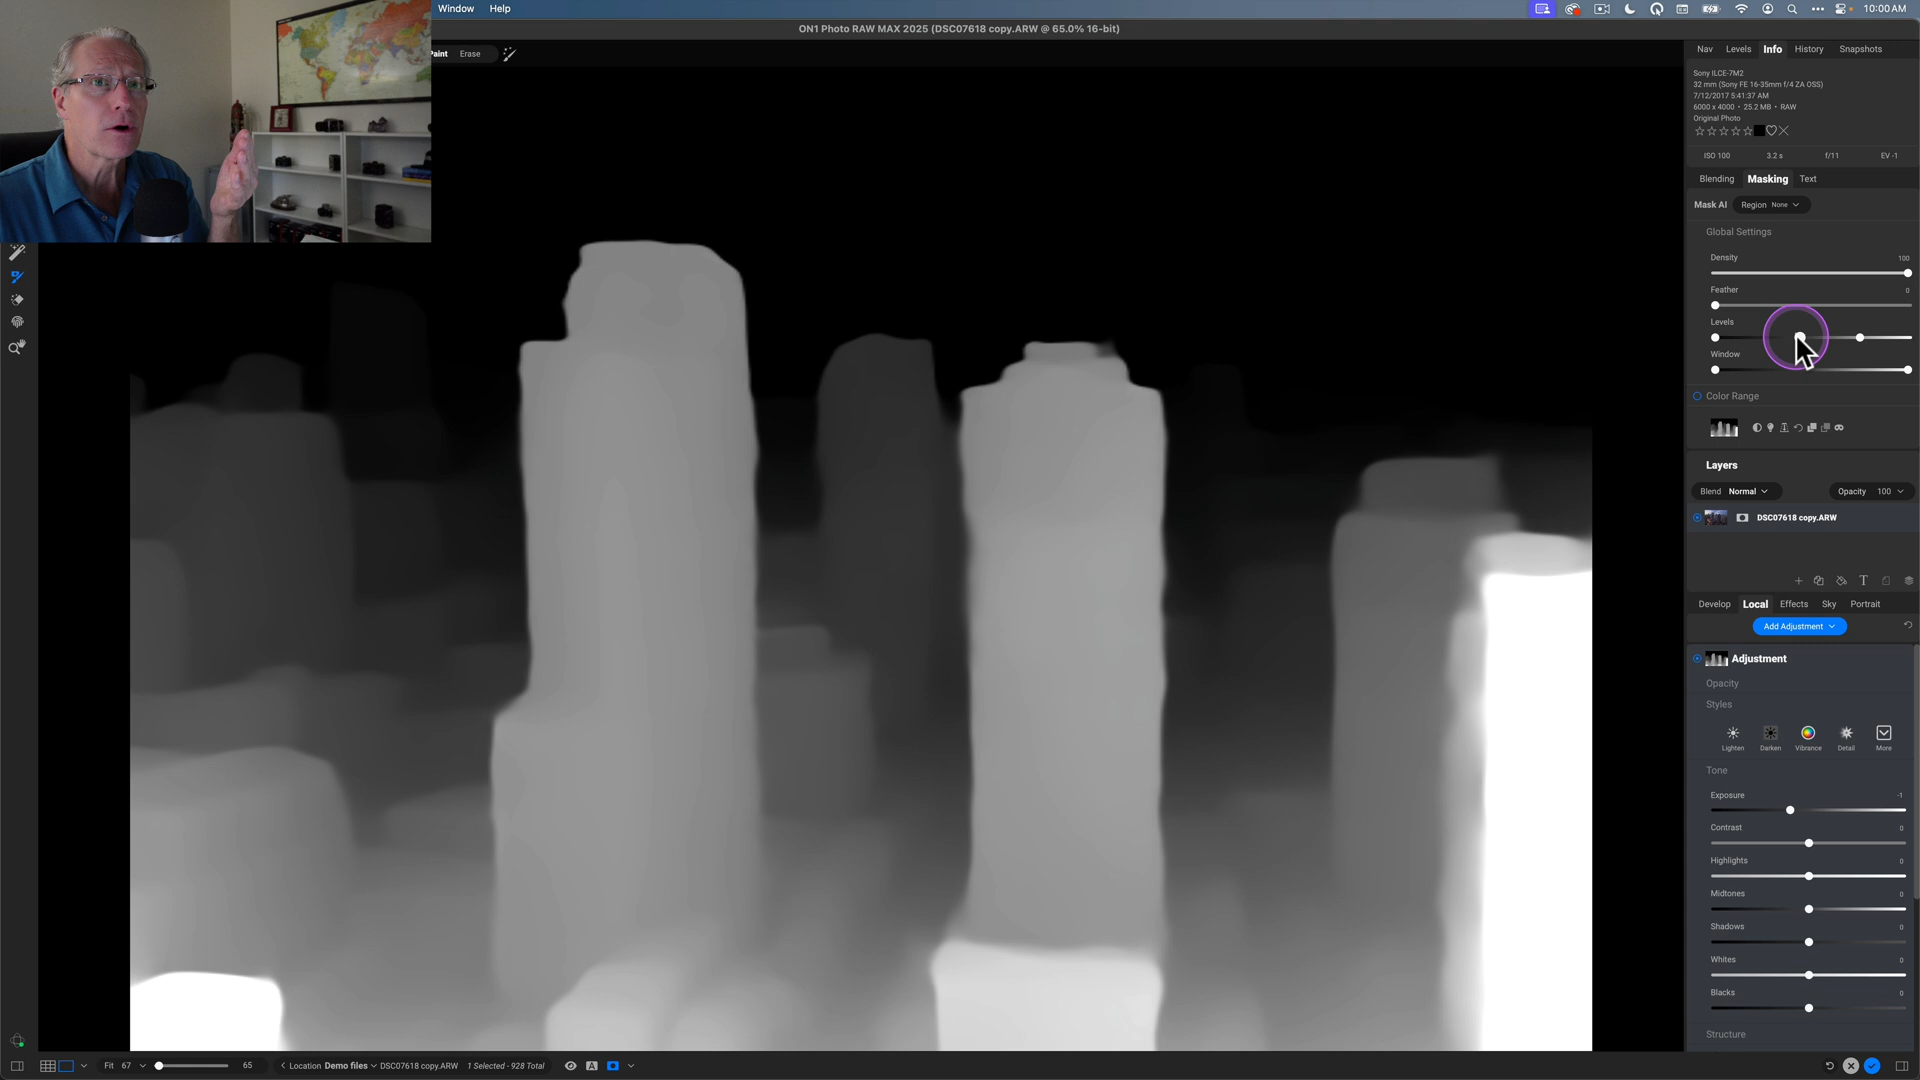 Window Help
10:00 AM
ON1 Photo RAW MAX 2025 (DSC07618 copy.ARW @ 65.0% 16-bit)
Paint Erase
Nav Levels Info History Snapshots
Sony ILCE-7M2
32 mm (Sony FE 16-35mm f/4 ZA OSS)
7/12/2017 5:41:37 AM
6000 x 4000 • 25.2 MB • RAW
Original Photo
ISO 100 3.2 s f/11 EV -1
Blending Masking Text
Mask AI Region None
Global Settings
Density 100
Feather 0
Levels
Window
Color Range
Layers
Blend Normal Opacity 100
DSC07618 copy.ARW
T
Develop Local Effects Sky Portrait
Add Adjustment
Adjustment
Opacity
Styles
Lighten Darken Vibrance Detail More
Tone
Exposure -1
Contrast 0
Highlights 0
Midtones 0
Shadows 0
Whites 0
Blacks 0
Structure
Fit 67 65 Location Demo files DSC07618 copy.ARW 1 Selected - 928 Total A